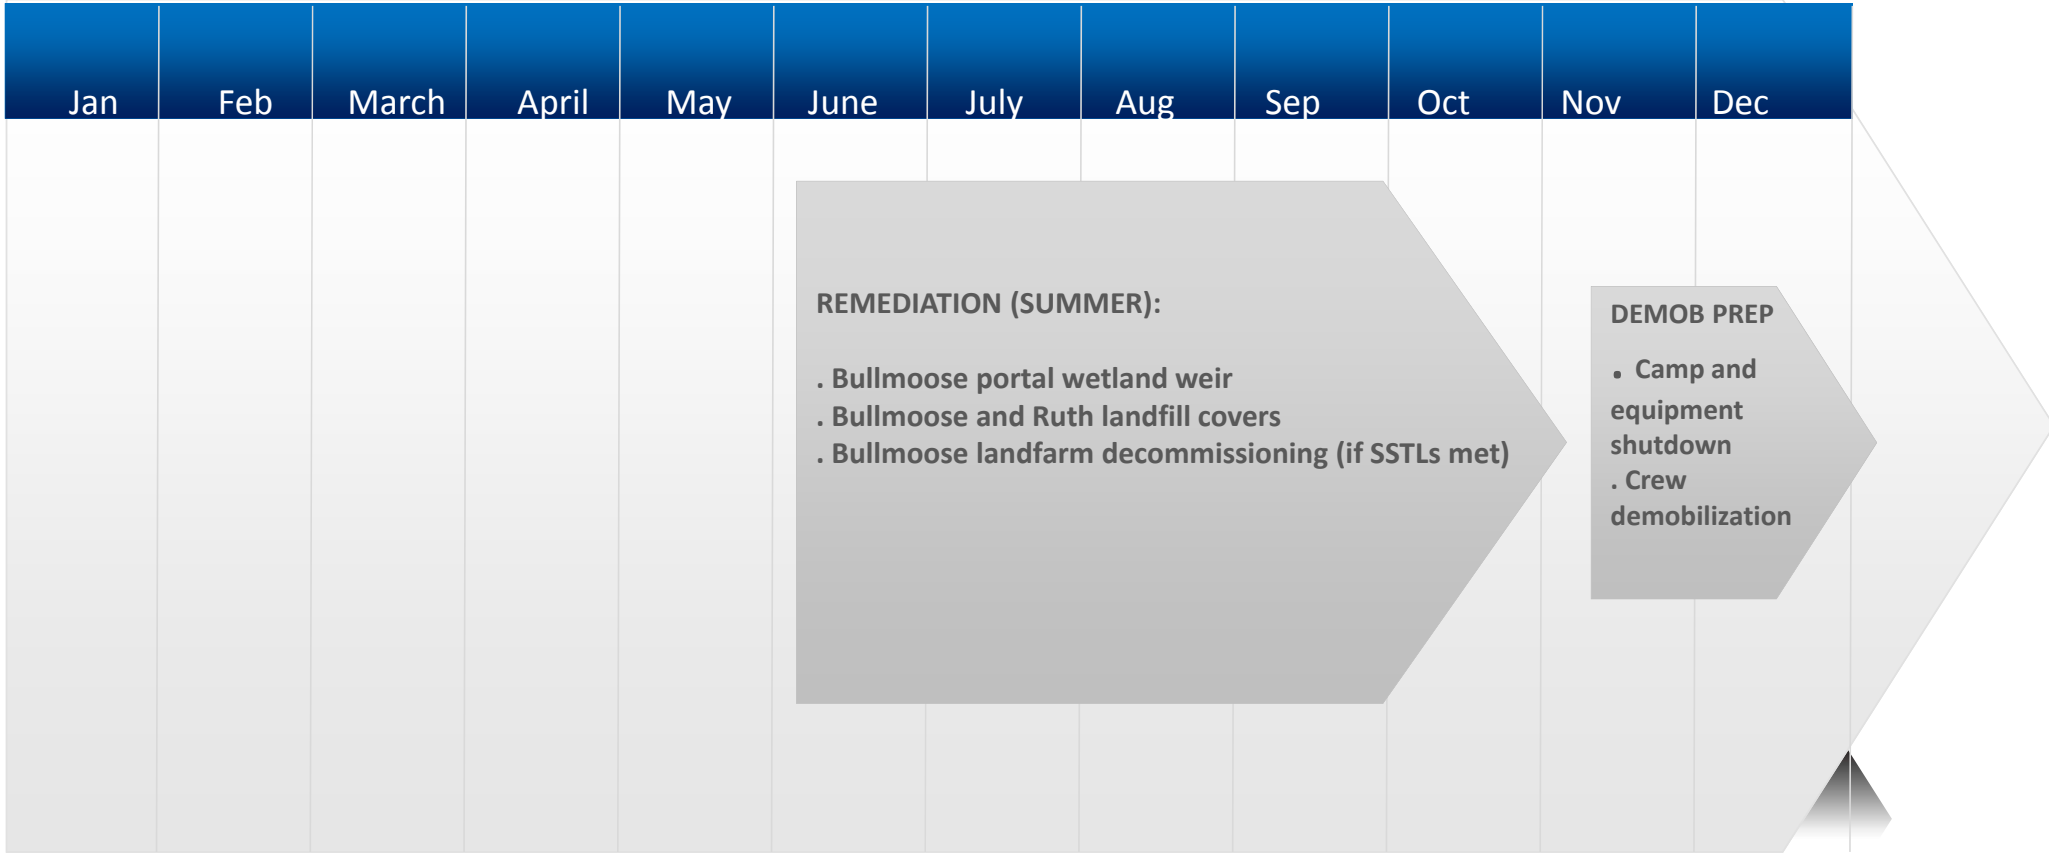 Jan Feb March April May June July Aug Sep Oct Nov Dec
REMEDIATION (SUMMER):
. Bullmoose portal wetland weir
. Bullmoose and Ruth landfill covers
. Bullmoose landfarm decommissioning (if SSTLs met)
DEMOB PREP
. Camp and
equipment
shutdown
. Crew
demobilization